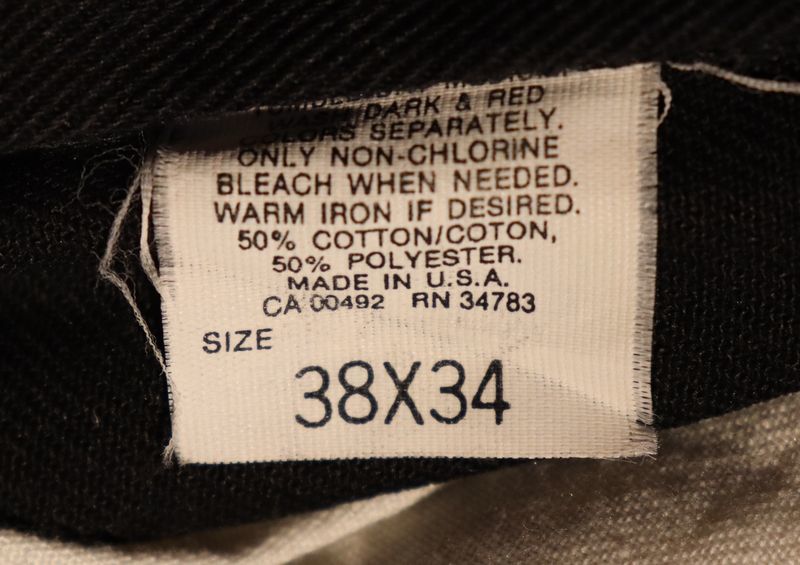 WASH DARK & RED
COLORS SEPARATELY.
ONLY NON-CHLORINE
BLEACH WHEN NEEDED.
WARM IRON IF DESIRED.
50% COTTON/COTON,
50% POLYESTER.
MADE IN U.S.A.
CA 00492 RN 34783
SIZE
38X34